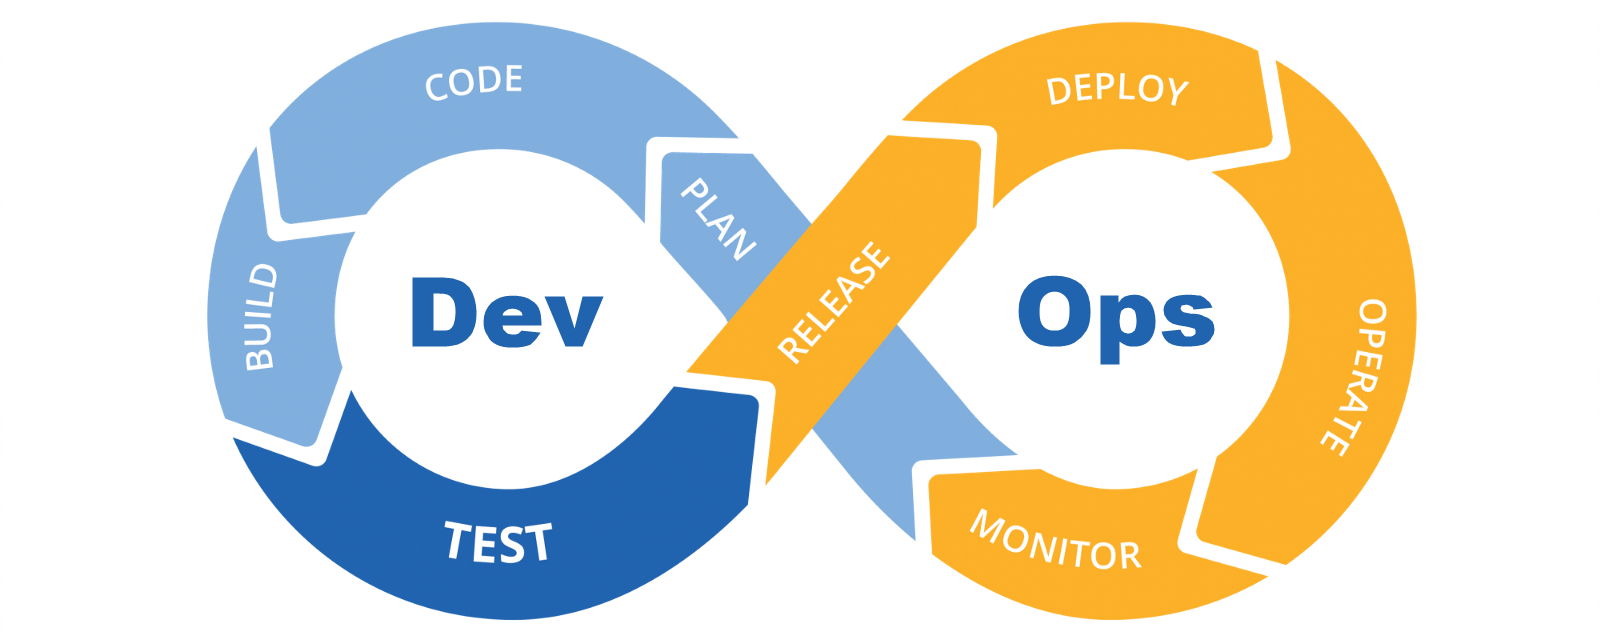 CODE
DEPLOY
PLAN
BUILD
Dev
RELEASE
Ops
OPERATE
TEST
MONITOR